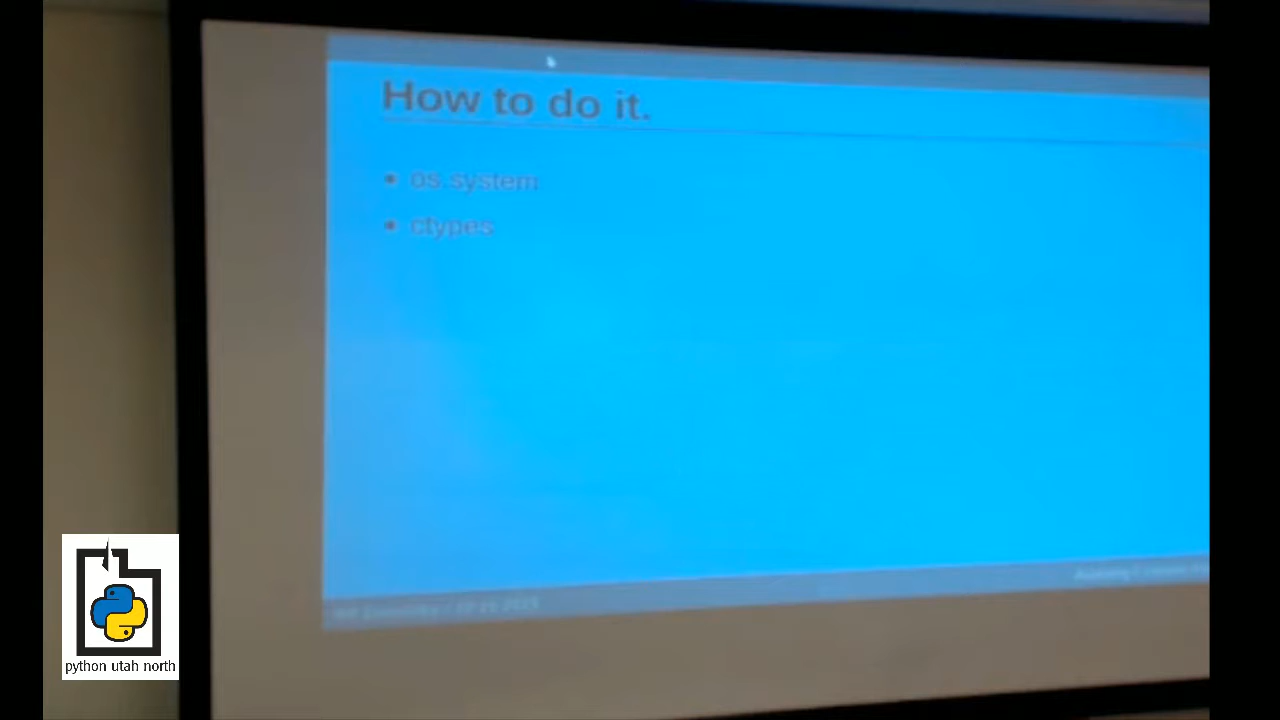 How to do it.
os.system
ctypes
python utah north